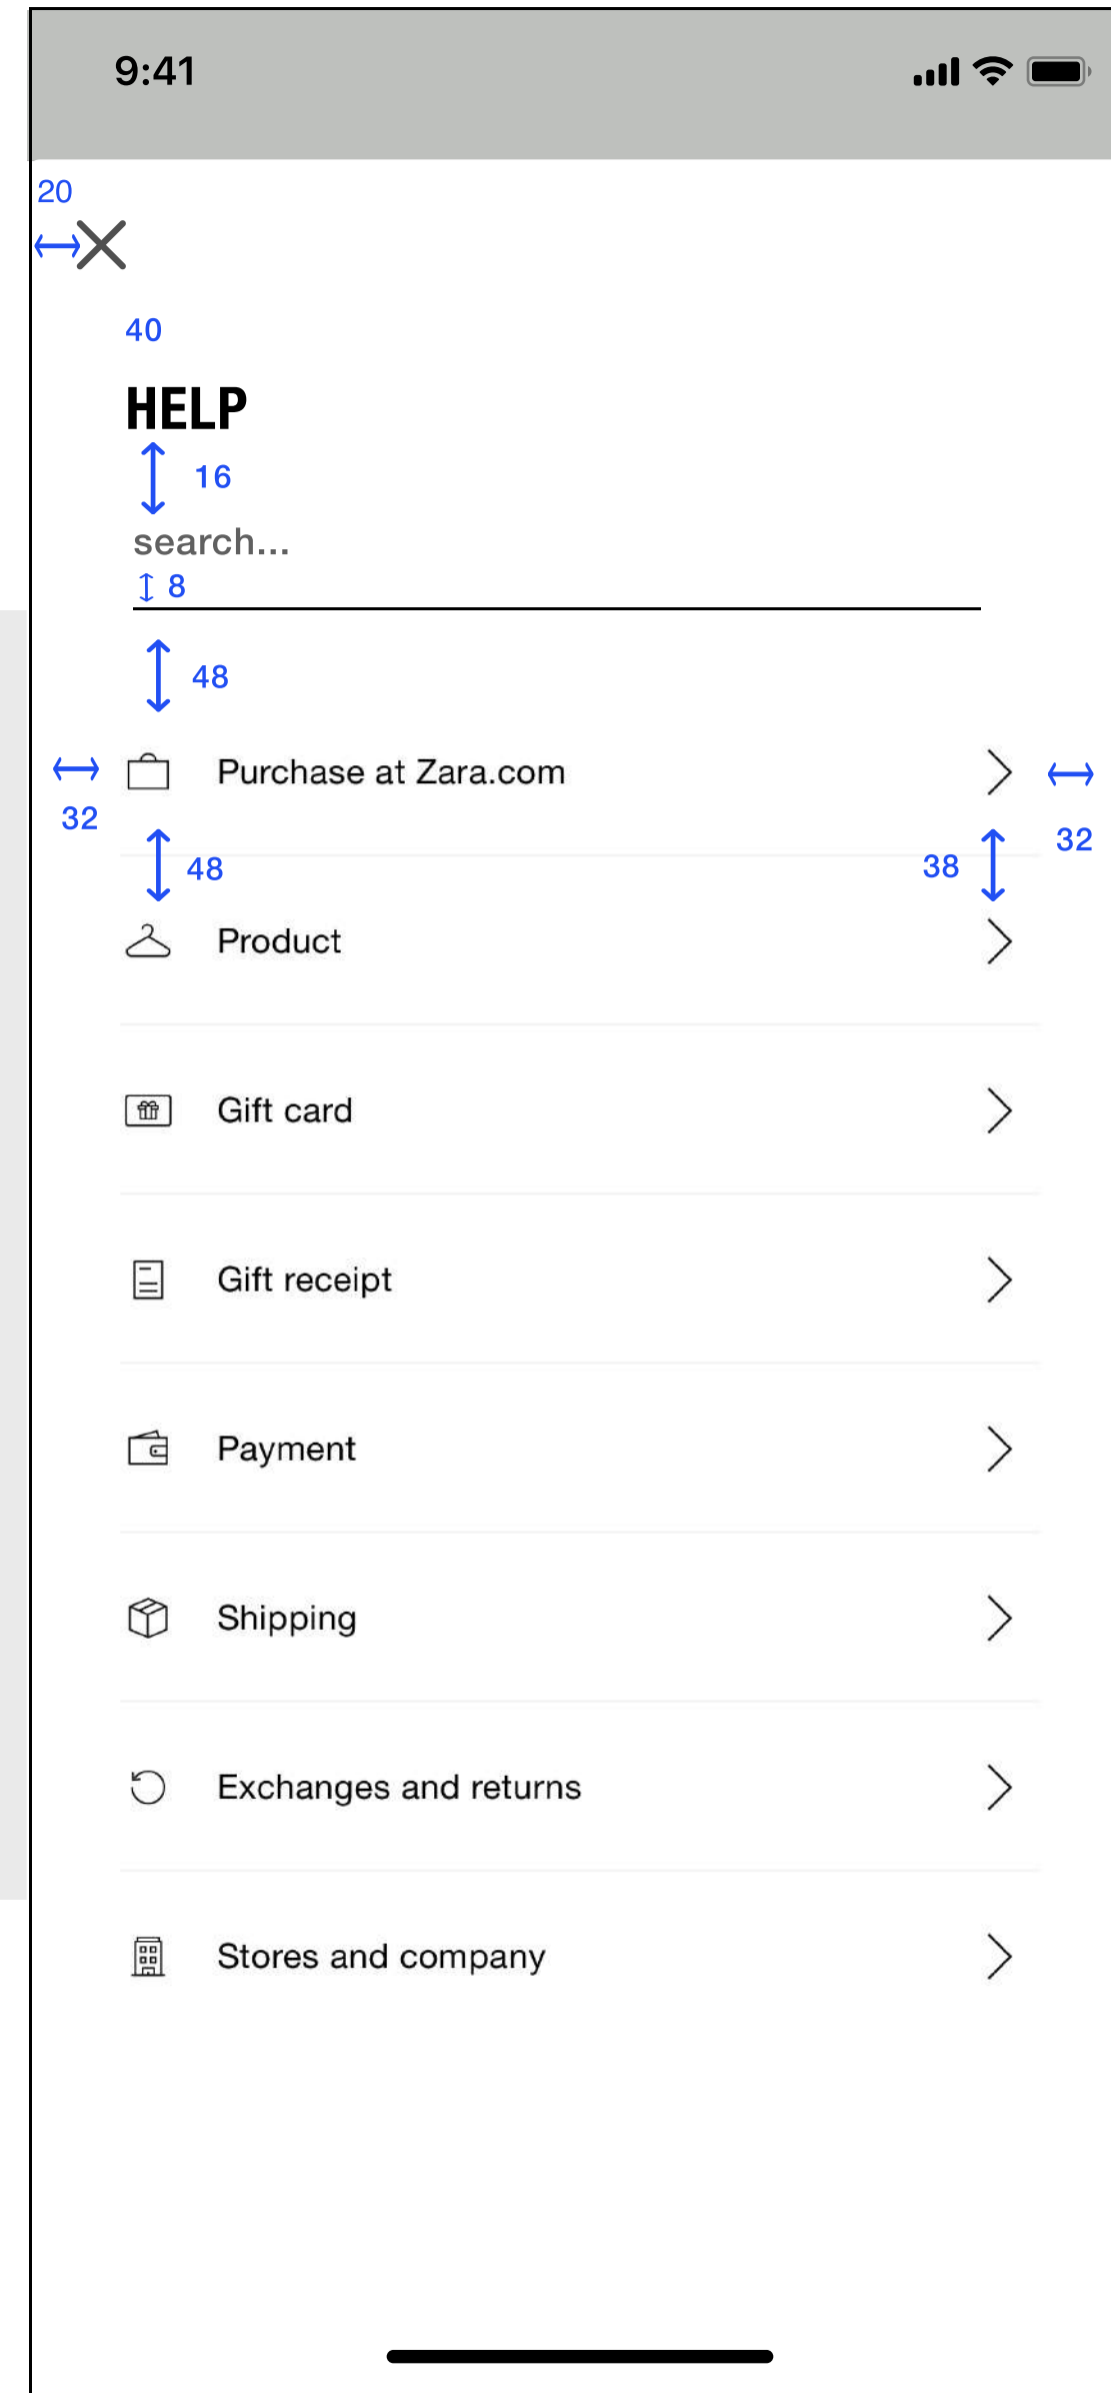 9:41
20
40
HELP
16
search...
8
48
Purchase at Zara.com
32
32
48
38
Product
Gift card
Gift receipt
Payment
Shipping
Exchanges and returns
Stores and company